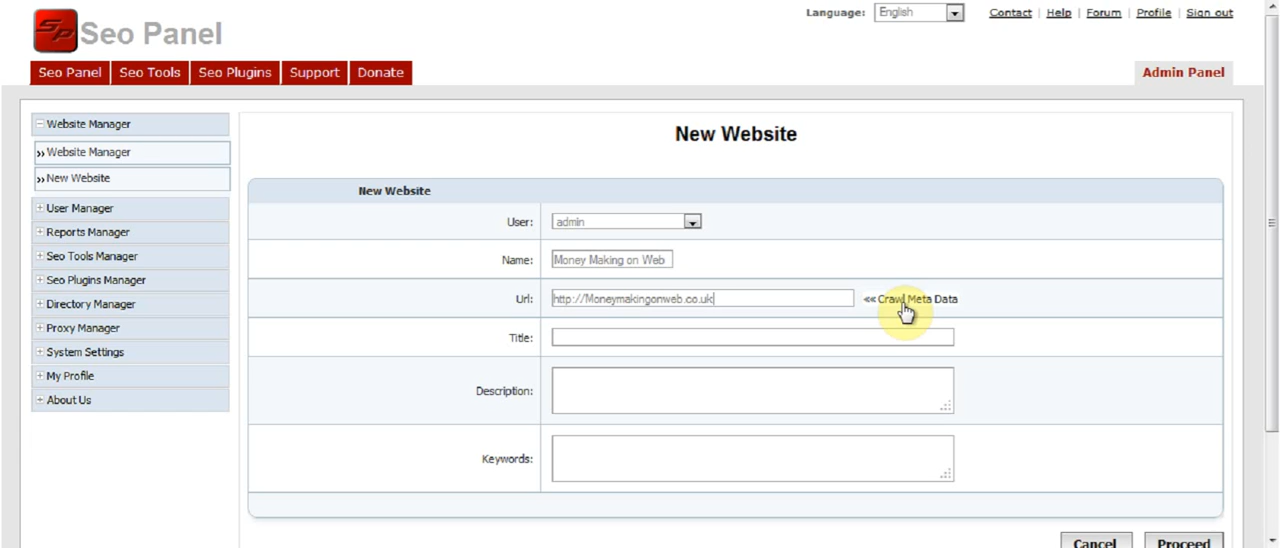 Language: English Contact | Help | Forum | Profile | Sign out
SP Seo Panel
Seo Panel Seo Tools Seo Plugins Support Donate Admin Panel
Website Manager
›› Website Manager
›› New Website
User Manager
Reports Manager
Seo Tools Manager
Seo Plugins Manager
Directory Manager
Proxy Manager
System Settings
My Profile
About Us
New Website
New Website
User: admin
Name: Money Making on Web
Url: http://Moneymakingonweb.co.uk << Crawl Meta Data
Title:
Description:
Keywords:
Cancel Proceed